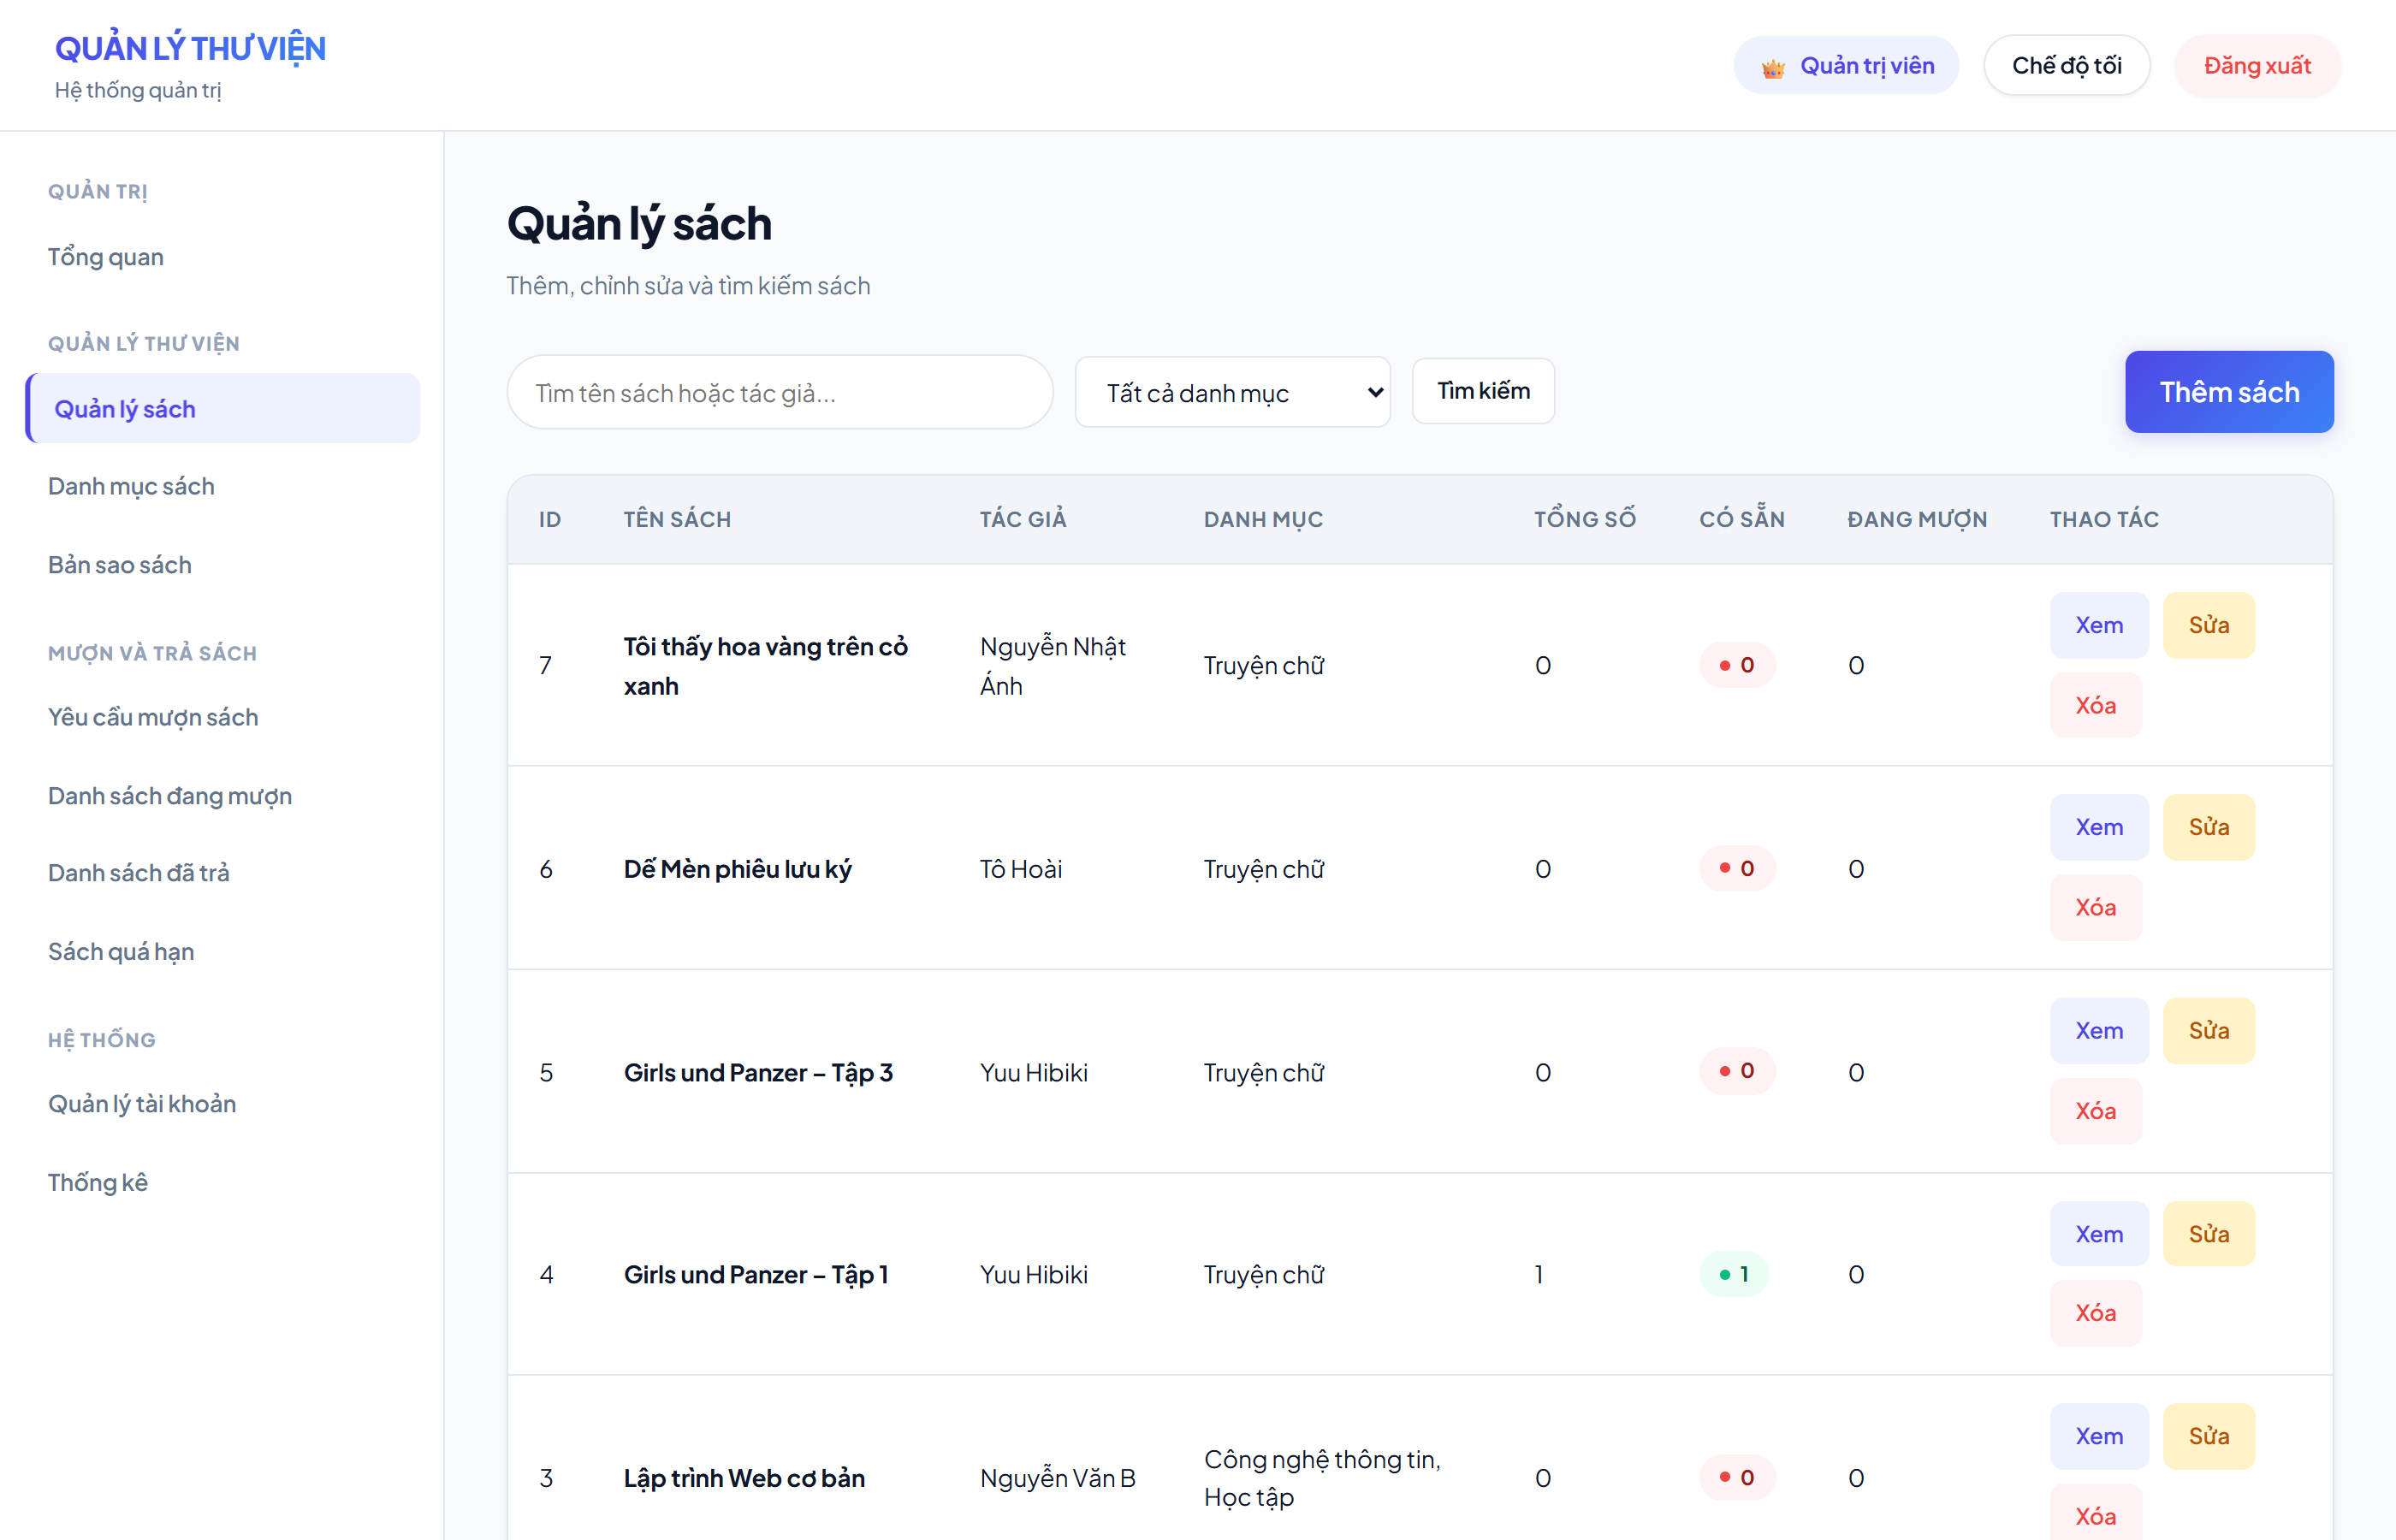 QUẢN LÝ THƯ VIỆN
Hệ thống quản trị
Quản trị viên
Chế độ tối
Đăng xuất
QUẢN TRỊ
Tổng quan
QUẢN LÝ THƯ VIỆN
Quản lý sách
Danh mục sách
Bản sao sách
MƯỢN VÀ TRẢ SÁCH
Yêu cầu mượn sách
Danh sách đang mượn
Danh sách đã trả
Sách quá hạn
HỆ THỐNG
Quản lý tài khoản
Thống kê
Quản lý sách
Thêm, chỉnh sửa và tìm kiếm sách
Tìm tên sách hoặc tác giả...
Tất cả danh mục
Tìm kiếm
Thêm sách
ID TÊN SÁCH TÁC GIẢ DANH MỤC TỔNG SỐ CÓ SẴN ĐANG MƯỢN THAO TÁC
7
Tôi thấy hoa vàng trên cỏ
xanh
Nguyễn Nhật
Ánh
Truyện chữ
0
0
0
Xem
Sửa
Xóa
6
Dế Mèn phiêu lưu ký
Tô Hoài
Truyện chữ
0
0
0
Xem
Sửa
Xóa
5
Girls und Panzer – Tập 3
Yuu Hibiki
Truyện chữ
0
0
0
Xem
Sửa
Xóa
4
Girls und Panzer – Tập 1
Yuu Hibiki
Truyện chữ
1
1
0
Xem
Sửa
Xóa
3
Lập trình Web cơ bản
Nguyễn Văn B
Công nghệ thông tin,
Học tập
0
0
0
Xem
Sửa
Xóa